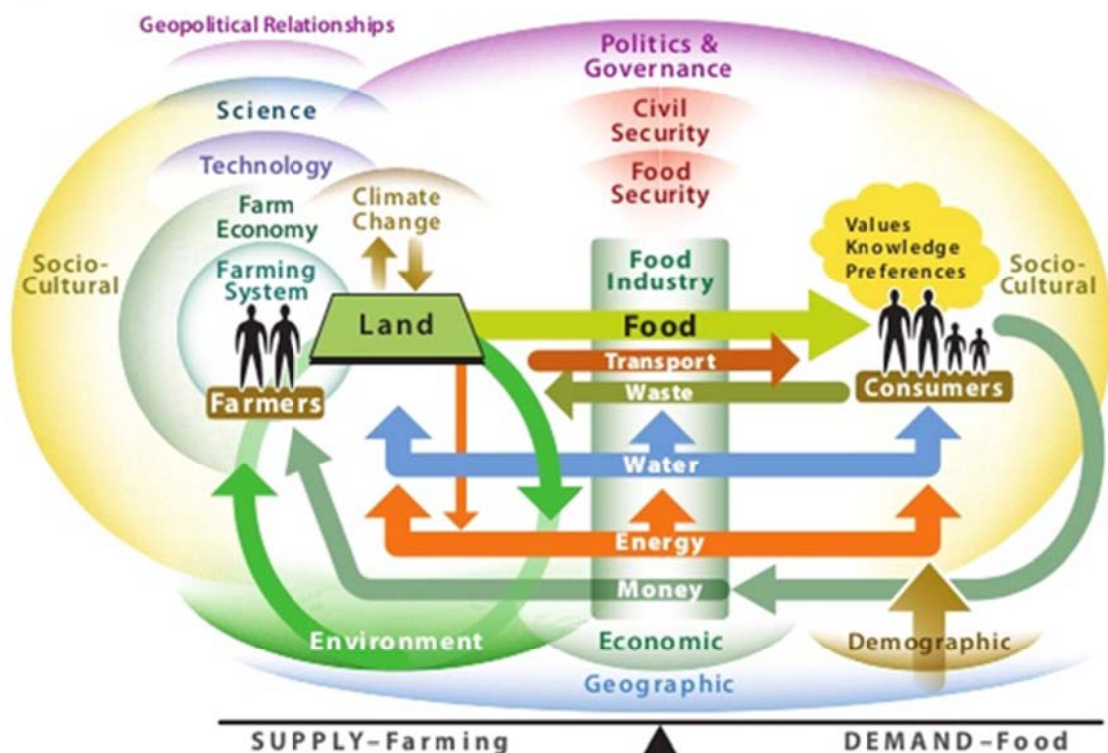 Geopolitical Relationships
Politics &
Governance
Science
Civil
Security
Technology
Food
Security
Climate
Change
Farm
Economy
Values
Knowledge
Preferences
Socio-
Cultural
Farming
System
Food
Industry
Socio-
Cultural
Land
Food
Transport
Farmers
Waste
Consumers
Water
Energy
Money
Environment
Economic
Demographic
Geographic
SUPPLY–Farming
DEMAND–Food